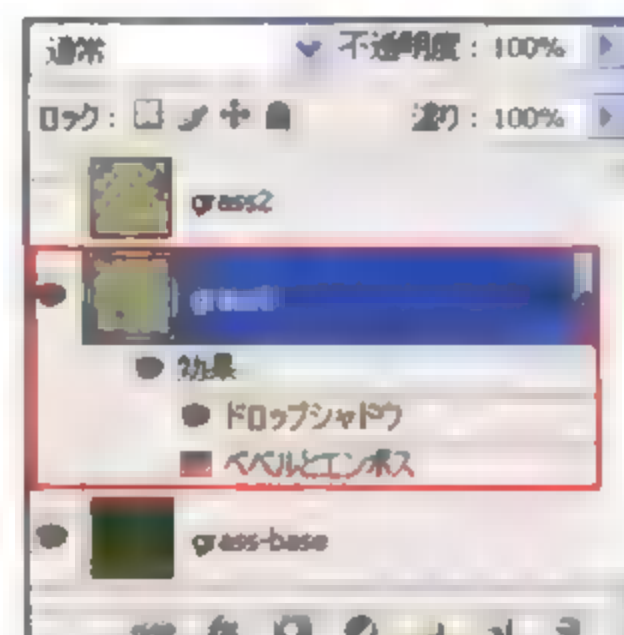 通常 不透明度 : 100%
ロック : 塗り : 100%
grass2
grass1
効果
ドロップシャドウ
ベベルとエンボス
grass-base